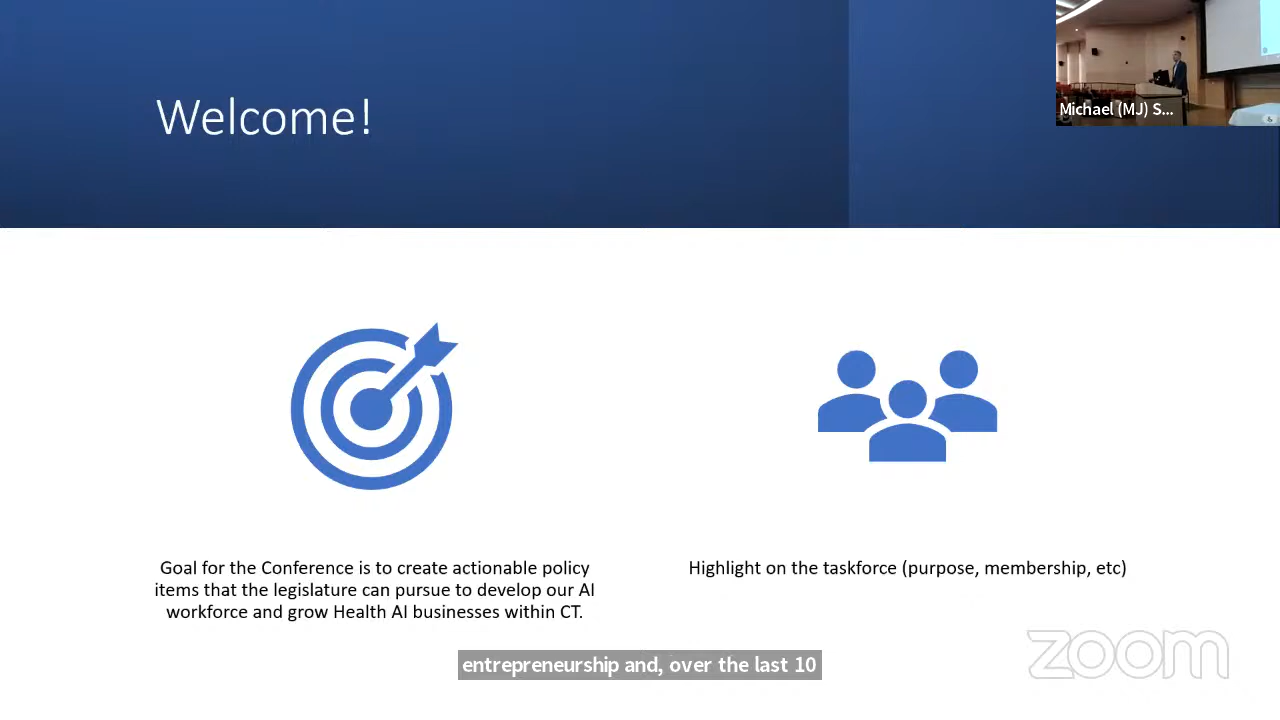 Welcome!
Michael (MJ) S...
Goal for the Conference is to create actionable policy
items that the legislature can pursue to develop our AI
workforce and grow Health AI businesses within CT.
Highlight on the taskforce (purpose, membership, etc)
entrepreneurship and, over the last 10
zoom